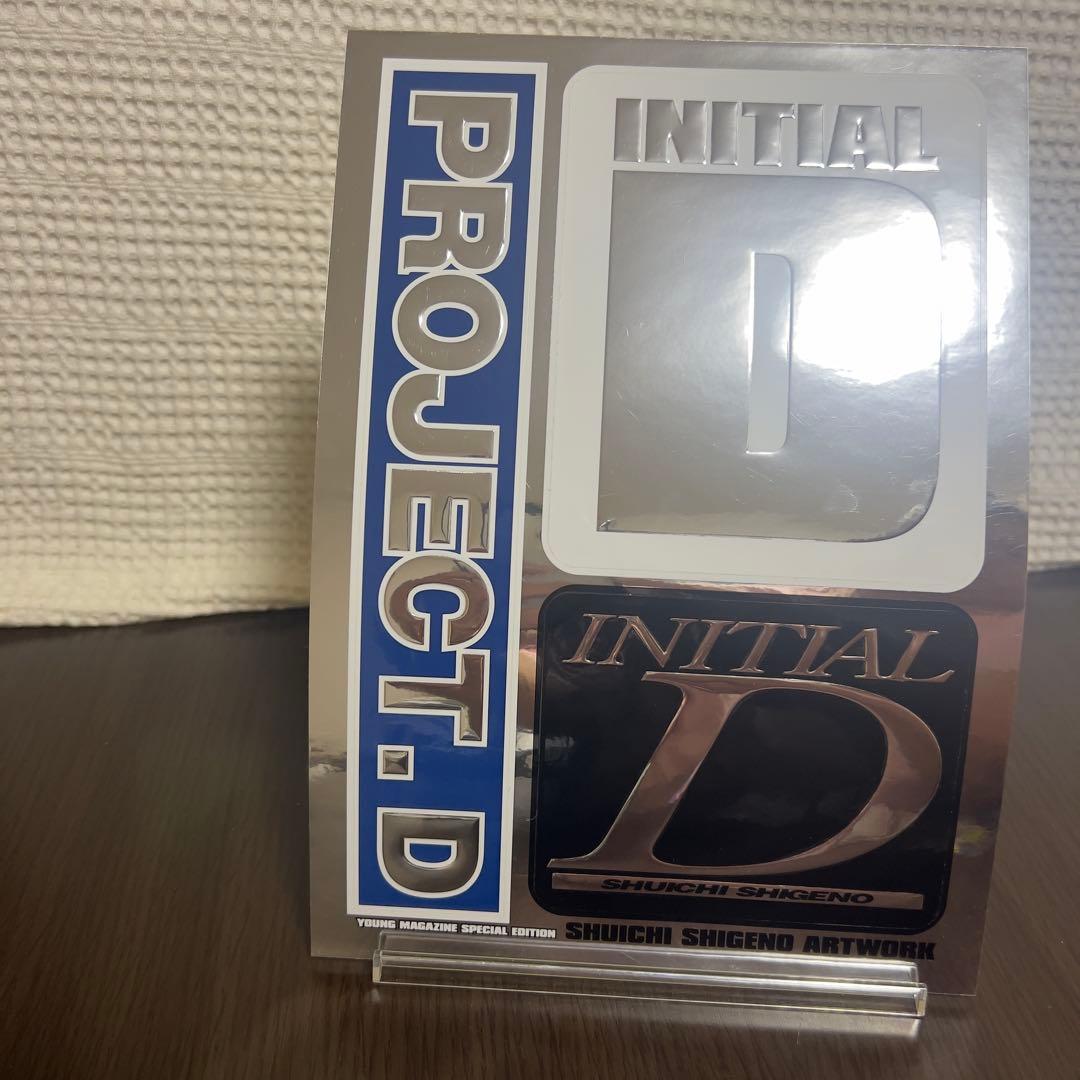 PROJECT.D
INITIAL
D
INITIAL
D
SHUICHI SHIGENO
YOUNG MAGAZINE SPECIAL EDITION
SHUICHI SHIGENO ARTWORK